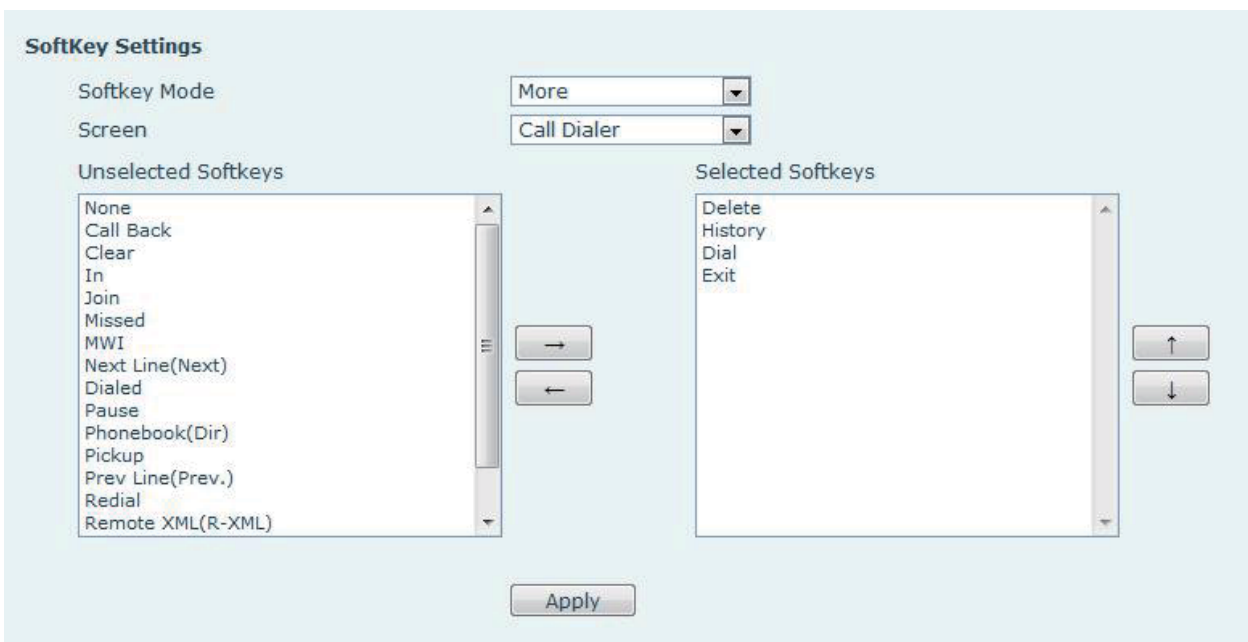 SoftKey Settings
Softkey Mode More
Screen Call Dialer
Unselected Softkeys
None
Call Back
Clear
In
Join
Missed
MWI
Next Line(Next)
Dialed
Pause
Phonebook(Dir)
Pickup
Prev Line(Prev.)
Redial
Remote XML(R-XML)
→
←
Selected Softkeys
Delete
History
Dial
Exit
↑
↓
Apply